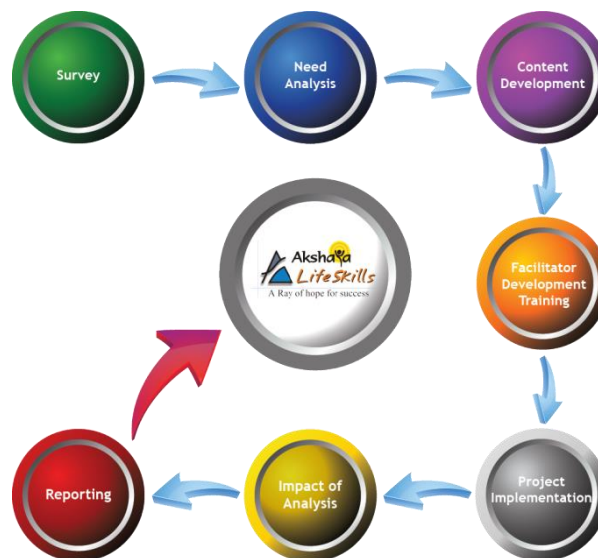 Survey
Need
Analysis
Content
Development
Facilitator
Development
Training
Project
Implementation
Impact of
Analysis
Reporting
Akshaya
LifeSkills
A Ray of hope for success